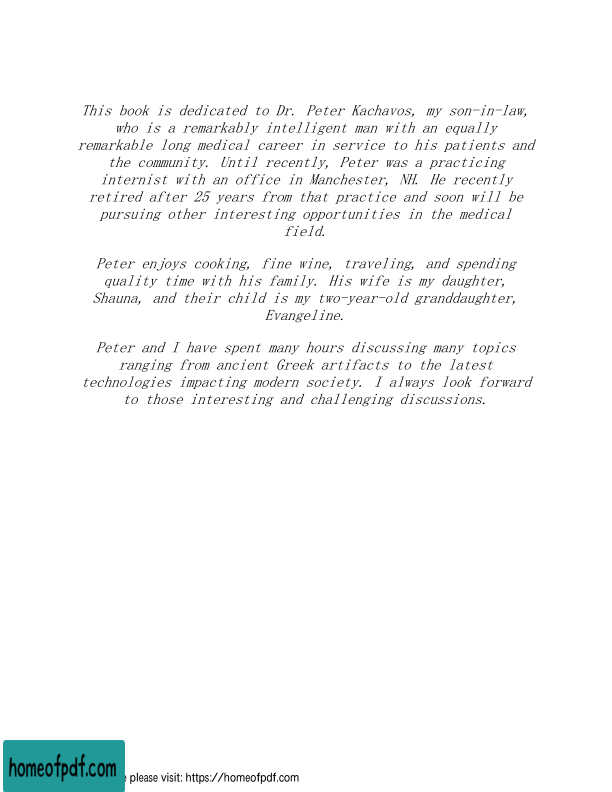 This book is dedicated to Dr. Peter Kachavos, my son-in-law,
who is a remarkably intelligent man with an equally
remarkable long medical career in service to his patients and
the community. Until recently, Peter was a practicing
internist with an office in Manchester, NH. He recently
retired after 25 years from that practice and soon will be
pursuing other interesting opportunities in the medical
field.
Peter enjoys cooking, fine wine, traveling, and spending
quality time with his family. His wife is my daughter,
Shauna, and their child is my two-year-old granddaughter,
Evangeline.
Peter and I have spent many hours discussing many topics
ranging from ancient Greek artifacts to the latest
technologies impacting modern society. I always look forward
to those interesting and challenging discussions.
homeofpdf.com
please visit: https://homeofpdf.com